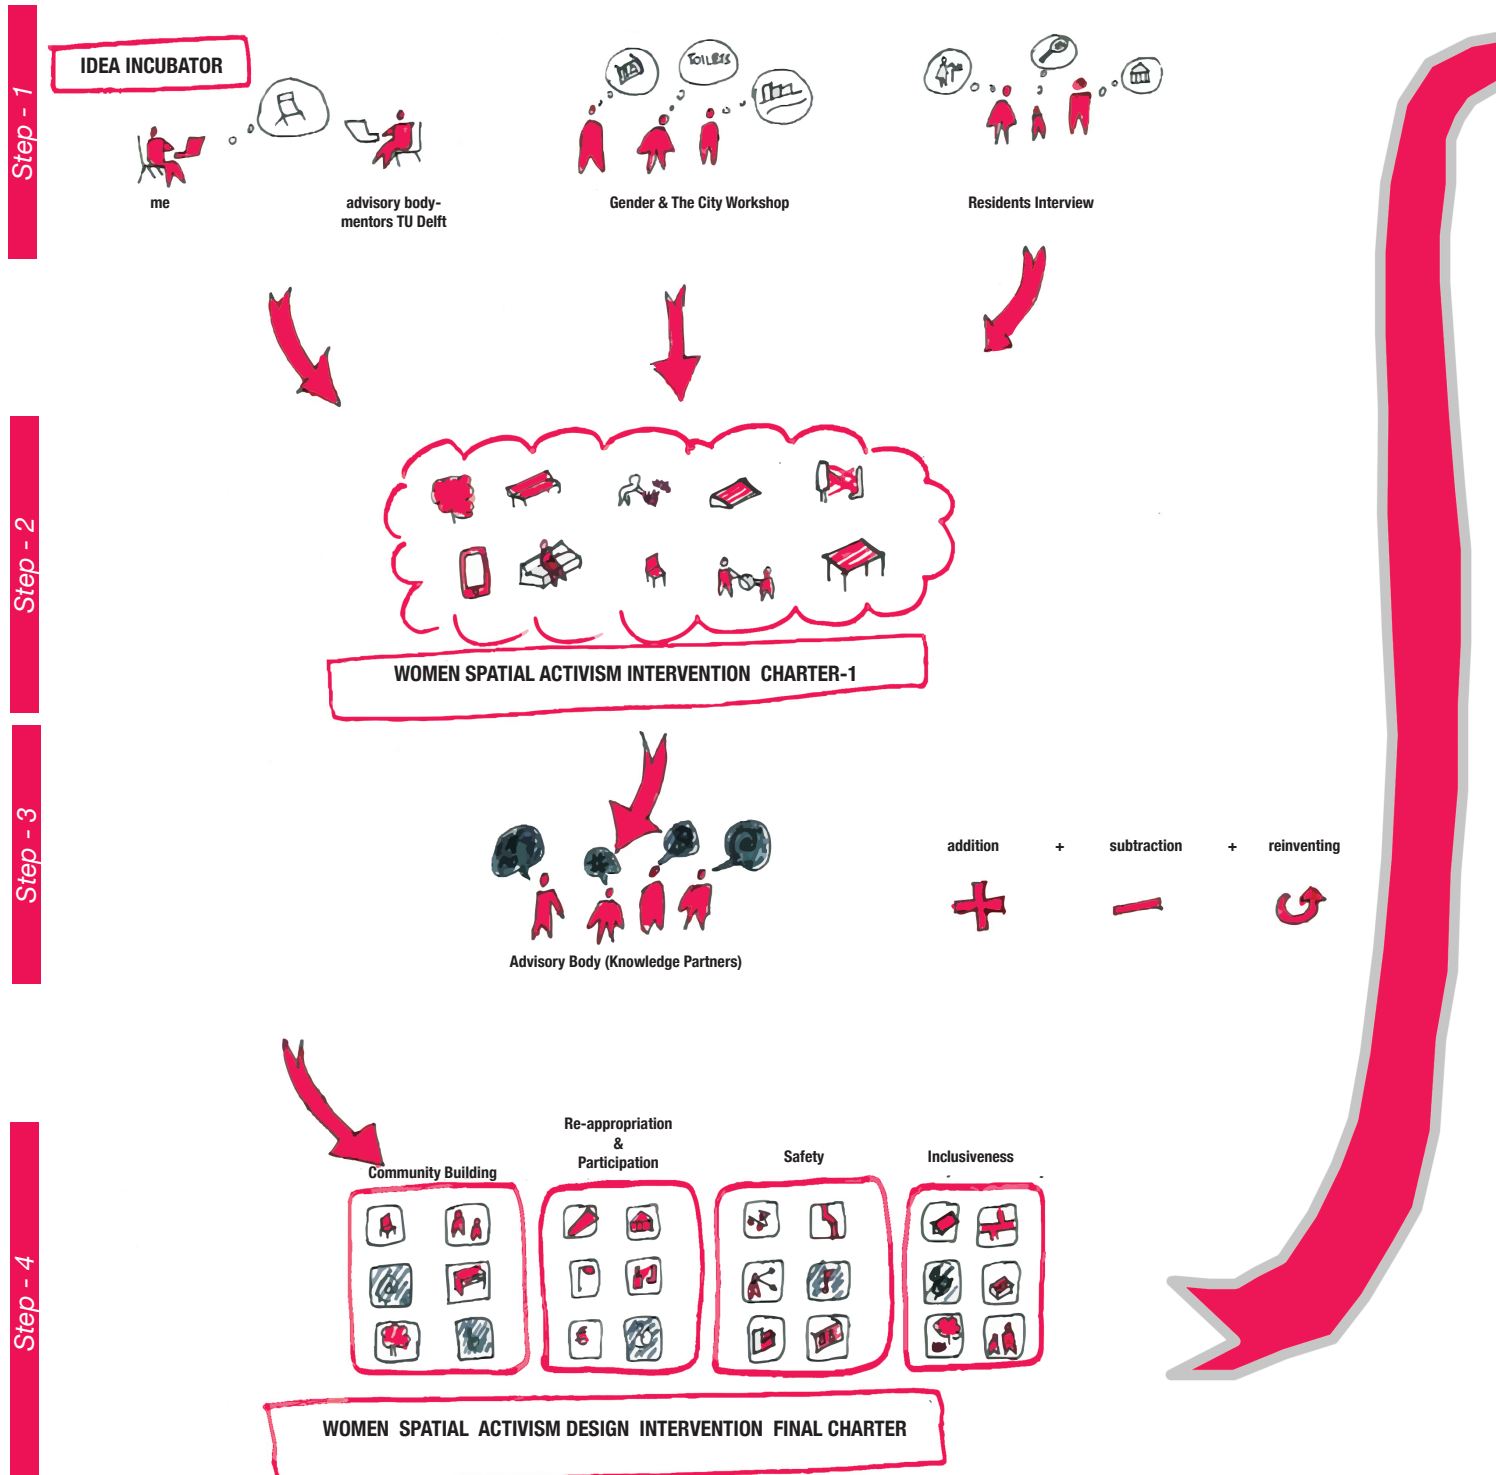 Step - 1
IDEA INCUBATOR
TOILETS
me
advisory body-
mentors TU Delft
Gender & The City Workshop
Residents Interview
Step - 2
WOMEN SPATIAL ACTIVISM INTERVENTION CHARTER-1
Step - 3
addition + subtraction + reinventing
Advisory Body (Knowledge Partners)
Step - 4
Community Building
Re-appropriation
&
Participation
Safety
Inclusiveness
WOMEN SPATIAL ACTIVISM DESIGN INTERVENTION FINAL CHARTER